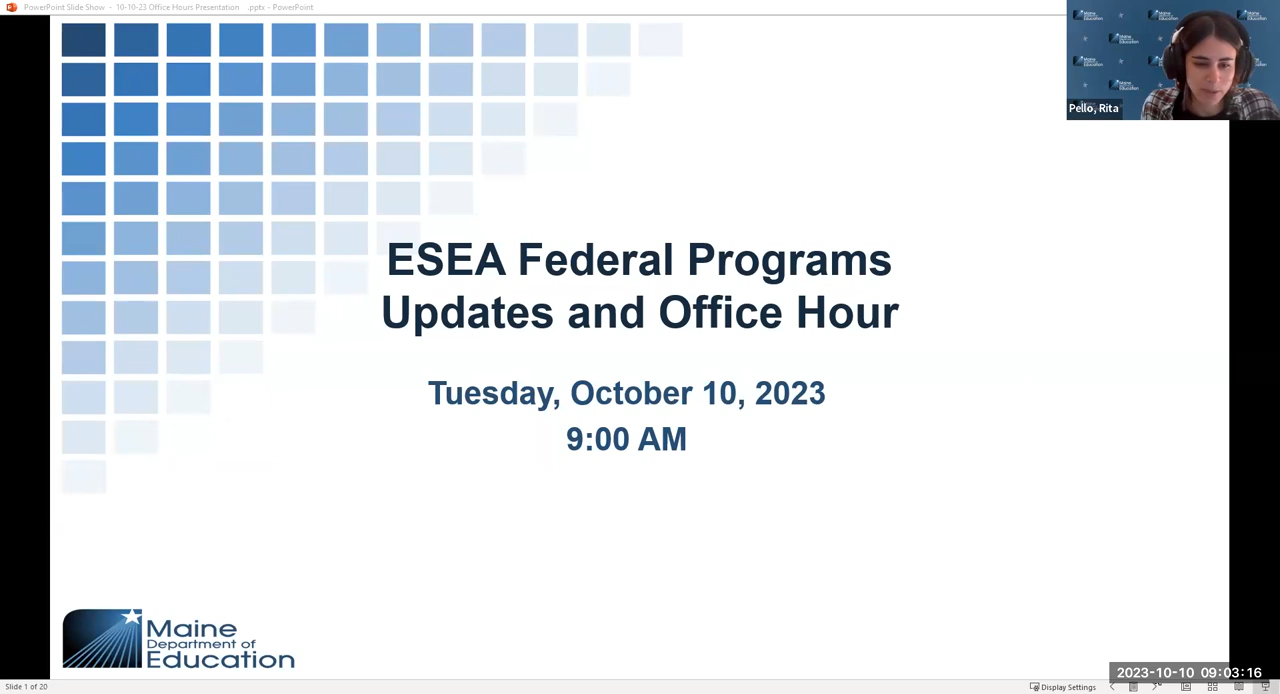 PowerPoint Slide Show - 10-10-23 Office Hours Presentation .pptx - PowerPoint
Pello, Rita
ESEA Federal Programs
Updates and Office Hour
Tuesday, October 10, 2023
9:00 AM
Maine
Department of
Education
2023-10-10 09:03:16
Slide 1 of 20
Display Settings